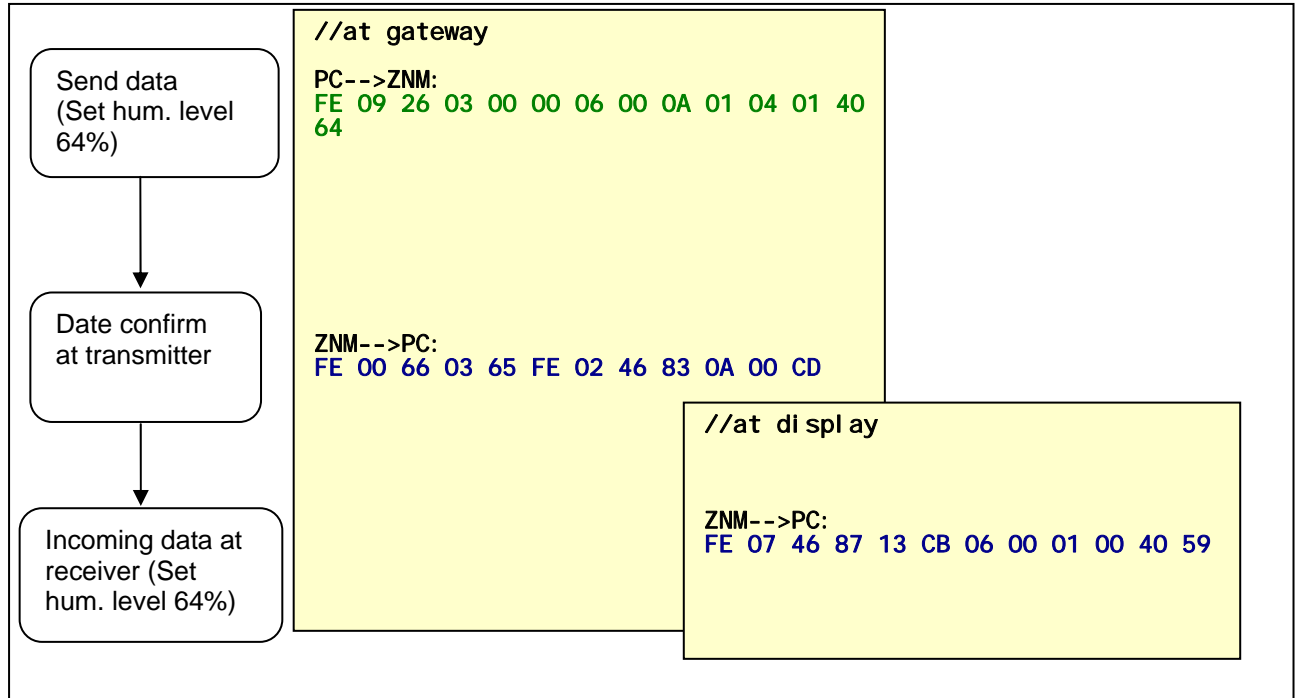 Send data
(Set hum. level
64%)
//at gateway
PC-->ZNM:
FE 09 26 03 00 00 06 00 0A 01 04 01 40
64
Date confirm
at transmitter
ZNM-->PC:
FE 00 66 03 65 FE 02 46 83 0A 00 CD
Incoming data at
receiver (Set
hum. level 64%)
//at display
ZNM-->PC:
FE 07 46 87 13 CB 06 00 01 00 40 59